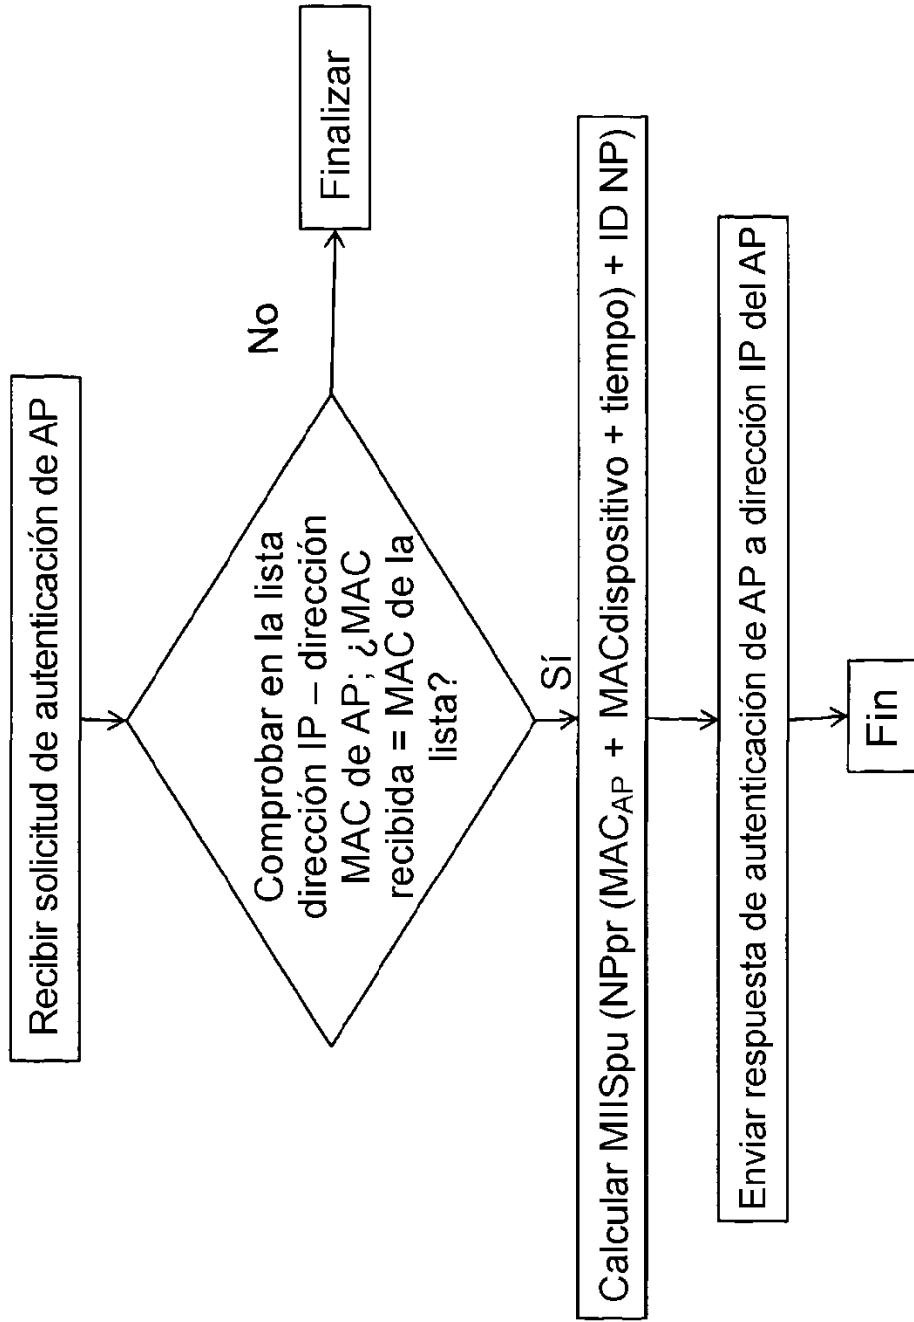 Recibir solicitud de autenticación de AP
Comprobar en la lista
dirección IP – dirección
MAC de AP; ¿MAC
recibida = MAC de la
lista?
No
Finalizar
Sí
Calcular MIISpu (NPpr (MAC_AP + MACdispositivo + tiempo) + ID NP)
Enviar respuesta de autenticación de AP a dirección IP del AP
Fin